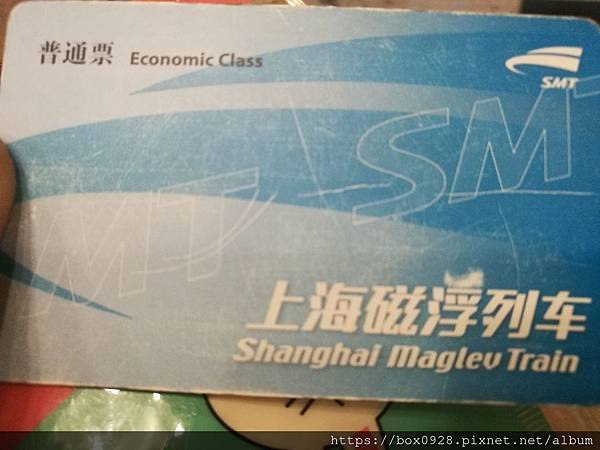 普通票 Economic Class
SMT
SMT
MT
上海磁浮列车
Shanghai Maglev Train
https://box0928.pixnet.net/album